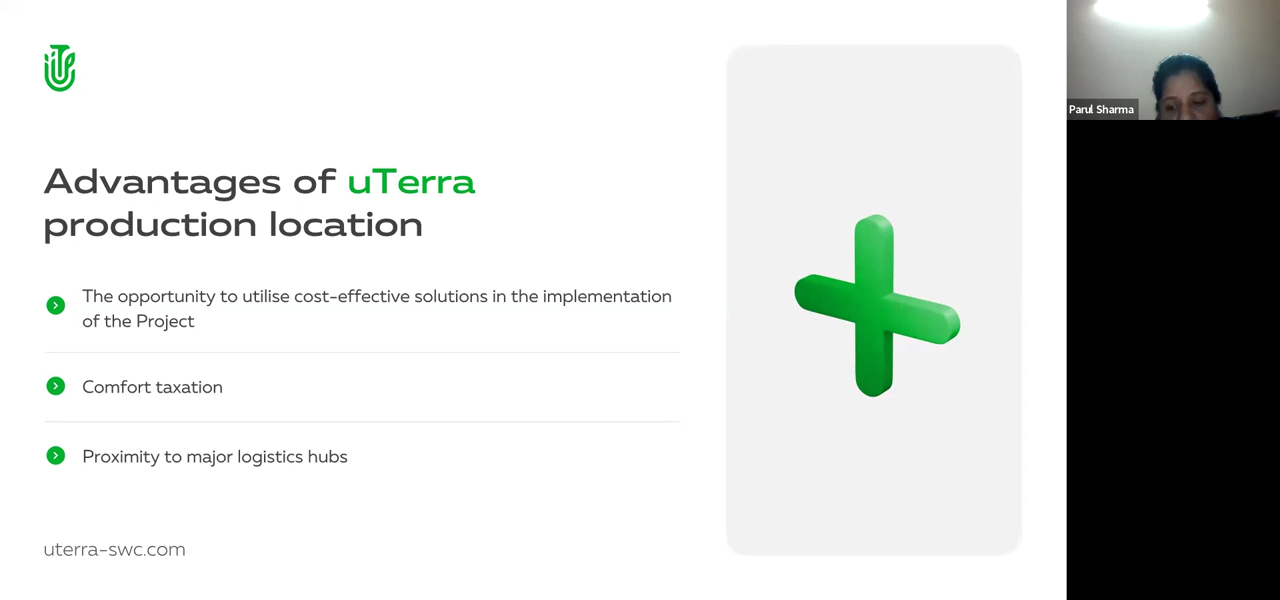 Advantages of uTerra
production location
The opportunity to utilise cost-effective solutions in the implementation
of the Project
Comfort taxation
Proximity to major logistics hubs
uterra-swc.com
Parul Sharma